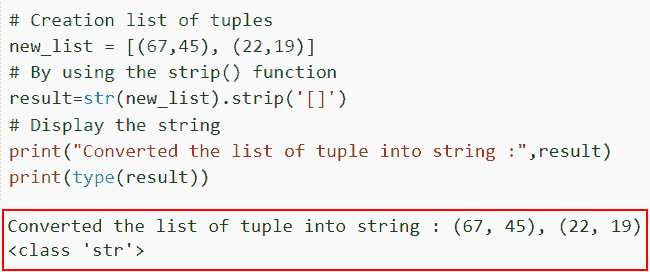 # Creation list of tuples
new_list = [(67,45), (22,19)]
# By using the strip() function
result=str(new_list).strip('[]')
# Display the string
print("Converted the list of tuple into string :",result)
print(type(result))
Converted the list of tuple into string : (67, 45), (22, 19)
<class 'str'>